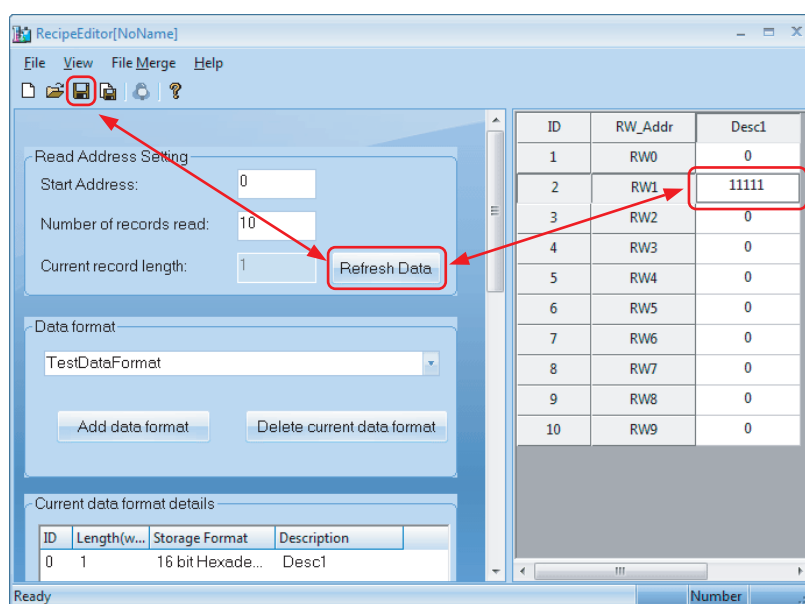 RecipeEditor[NoName]
File View File Merge Help
Read Address Setting
Start Address: 0
Number of records read: 10
Current record length: 1
Refresh Data
Data format
TestDataFormat
Add data format Delete current data format
Current data format details
ID Length(w... Storage Format Description
0 1 16 bit Hexade... Desc1
ID RW_Addr Desc1
1 RW0 0
2 RW1 11111
3 RW2 0
4 RW3 0
5 RW4 0
6 RW5 0
7 RW6 0
8 RW7 0
9 RW8 0
10 RW9 0
Ready Number